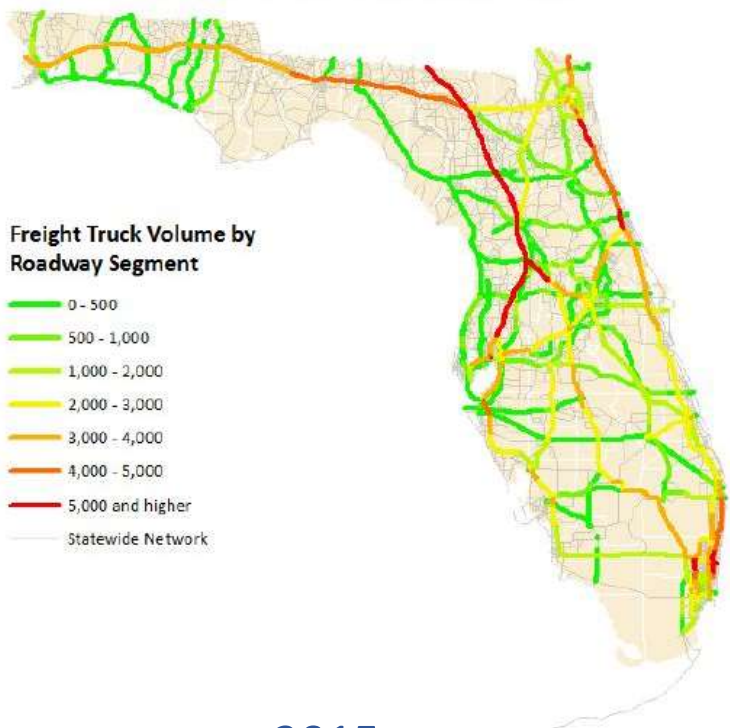 Freight Truck Volume by
Roadway Segment
0 - 500
500 - 1,000
1,000 - 2,000
2,000 - 3,000
3,000 - 4,000
4,000 - 5,000
5,000 and higher
Statewide Network